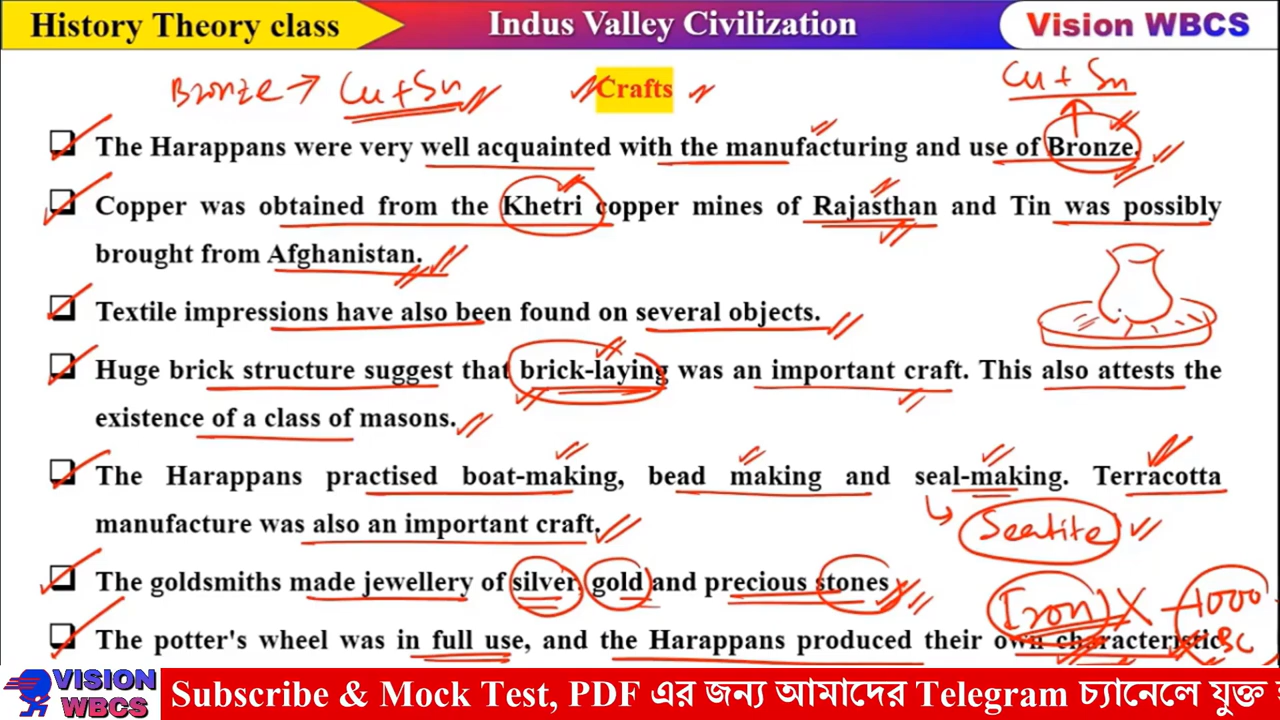 History Theory class
Indus Valley Civilization
Vision WBCS
Bronze → Cu + Sn
Crafts
Cu + Sn
The Harappans were very well acquainted with the manufacturing and use of Bronze.
Copper was obtained from the Khetri copper mines of Rajasthan and Tin was possibly
brought from Afghanistan.
Textile impressions have also been found on several objects.
Huge brick structure suggest that brick-laying was an important craft. This also attests the
existence of a class of masons.
The Harappans practised boat-making, bead making and seal-making. Terracotta
manufacture was also an important craft.
Seatite
The goldsmiths made jewellery of silver, gold and precious stones
Iron X → 1000
BC
The potter's wheel was in full use, and the Harappans produced their own characteristic
VISION
WBCS
Subscribe & Mock Test, PDF এর জন্য আমাদের Telegram চ্যানেলে যুক্ত